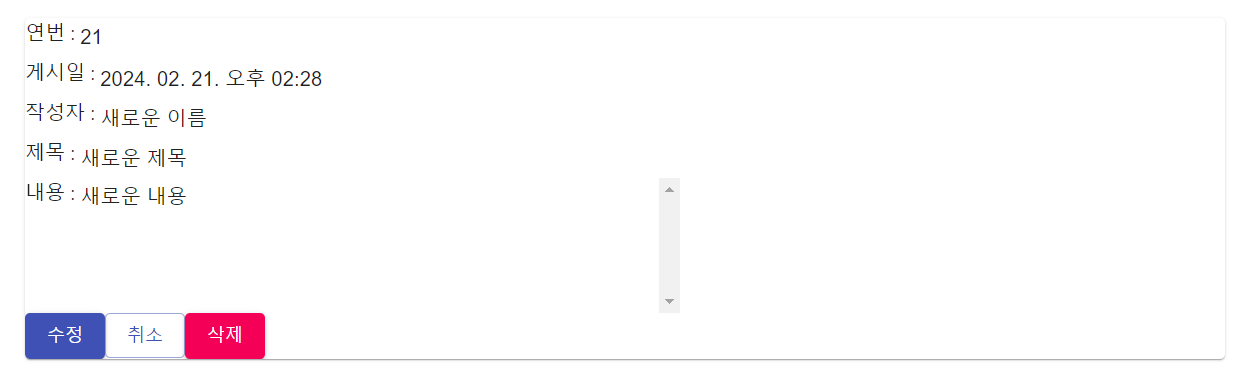 연번 : 21
게시일 : 2024. 02. 21. 오후 02:28
작성자 : 새로운 이름
제목 : 새로운 제목
내용 : 새로운 내용
수정 취소 삭제